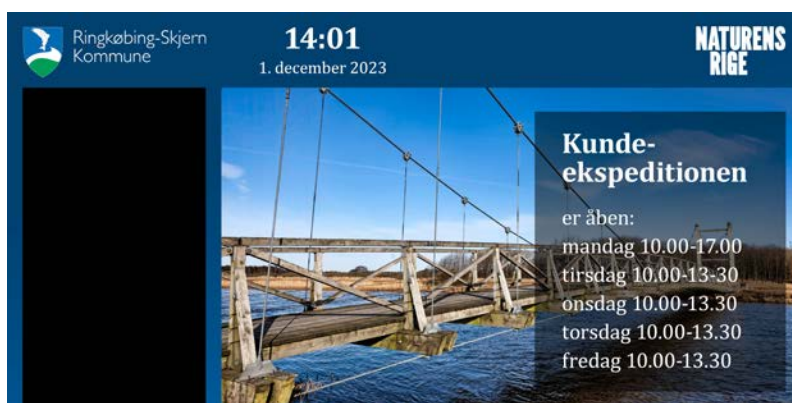 Ringkøbing-Skjern
Kommune
14:01
1. december 2023
NATURENS
RIGE
Kunde-
ekspeditionen
er åben:
mandag 10.00-17.00
tirsdag 10.00-13-30
onsdag 10.00-13.30
torsdag 10.00-13.30
fredag 10.00-13.30